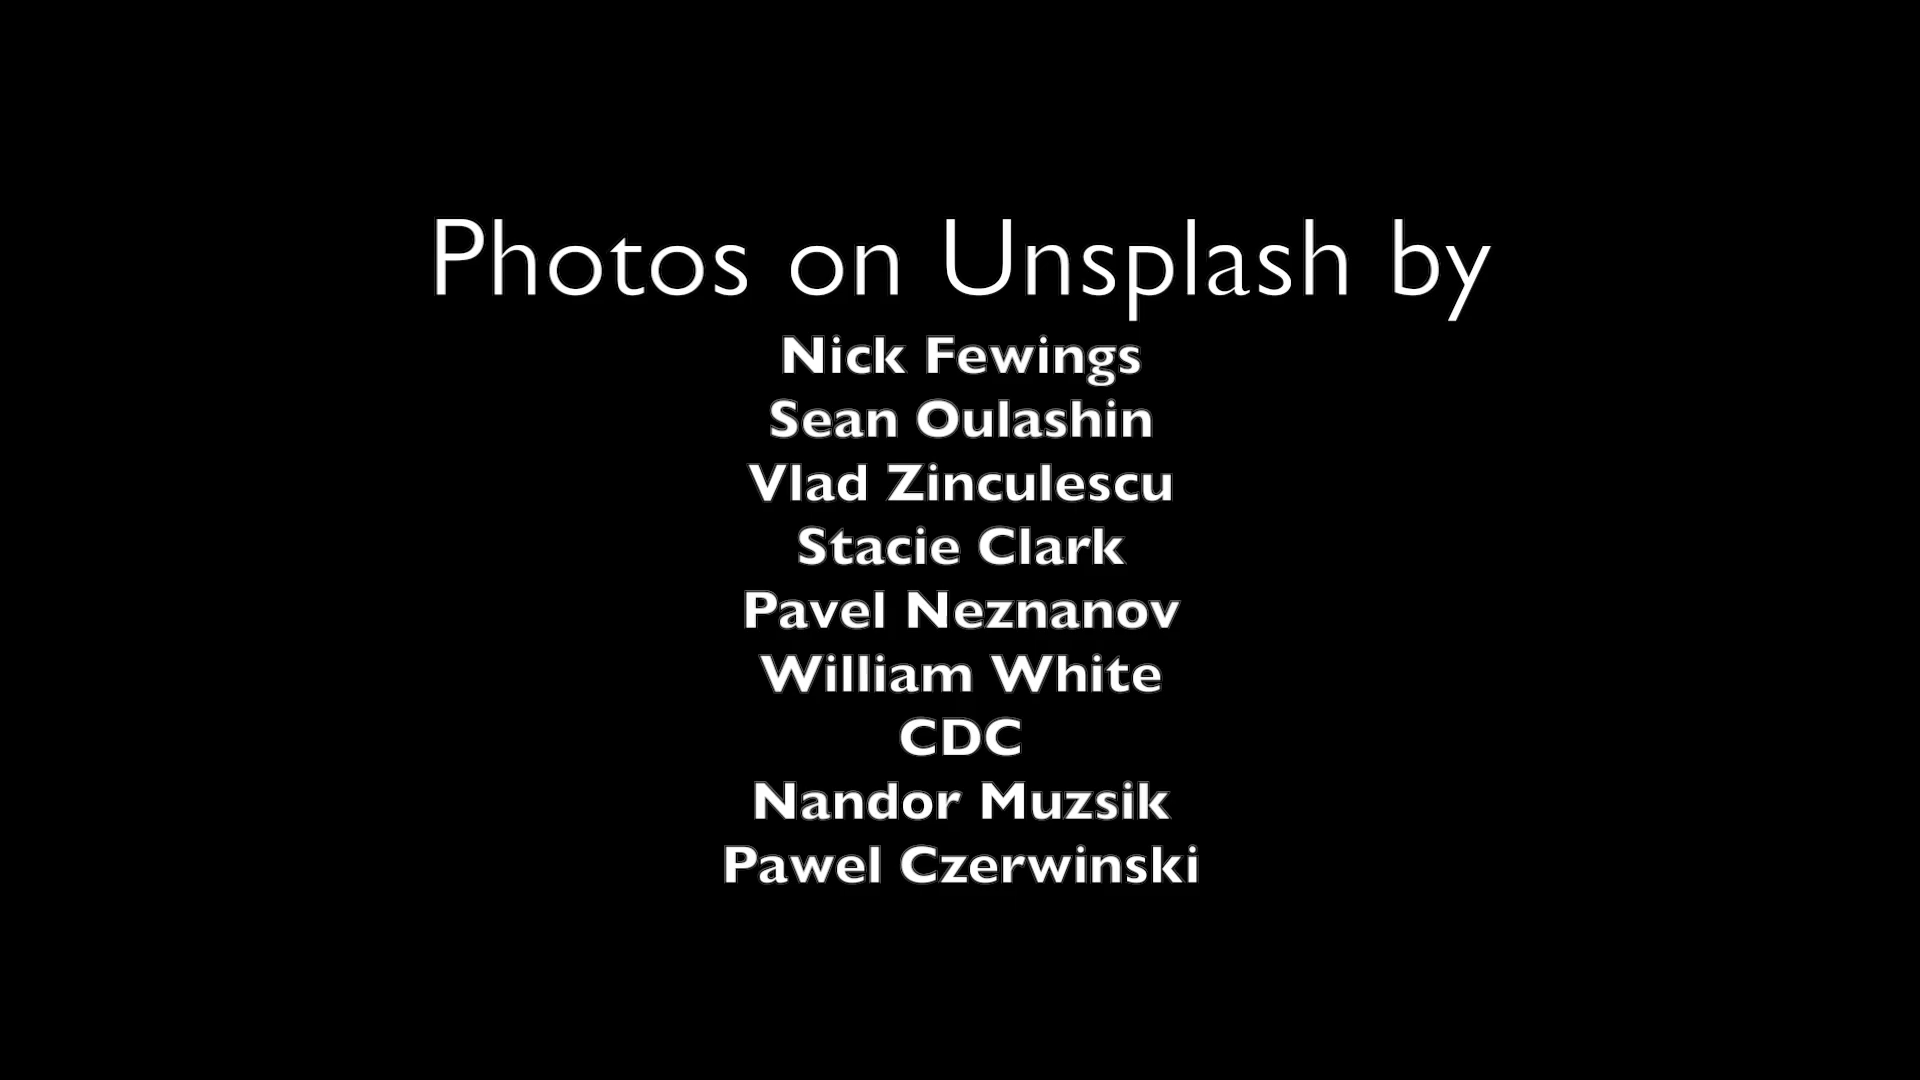 Photos on Unsplash by
Nick Fewings
Sean Oulashin
Vlad Zinculescu
Stacie Clark
Pavel Neznanov
William White
CDC
Nandor Muzsik
Pawel Czerwinski